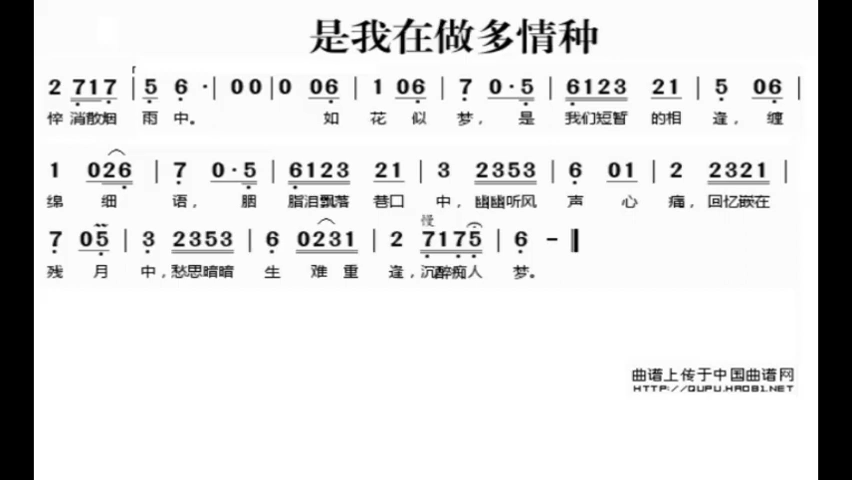 是我在做多情种
2 717 | 5 6 · | 0 0 | 0 06 | 1 06 | 7 0·5 | 6123 21 | 5 06 |
悴 消散烟 雨 中。 如 花 似 梦， 是 我们短暂 的相 逢， 缠
1 026 | 7 0·5 | 6123 21 | 3 2353 | 6 01 | 2 2321 |
绵 细 语， 胭 脂泪飘落 巷口 中， 幽幽听风 声 心 痛， 回忆嵌在
慢
7 05 | 3 2353 | 6 0231 | 2 7175 | 6 – ‖
残 月 中， 愁思暗暗 生 难 重 逢， 沉醉痴人 梦。
曲谱上传于中国曲谱网
HTTP://QUPU.HAO81.NET